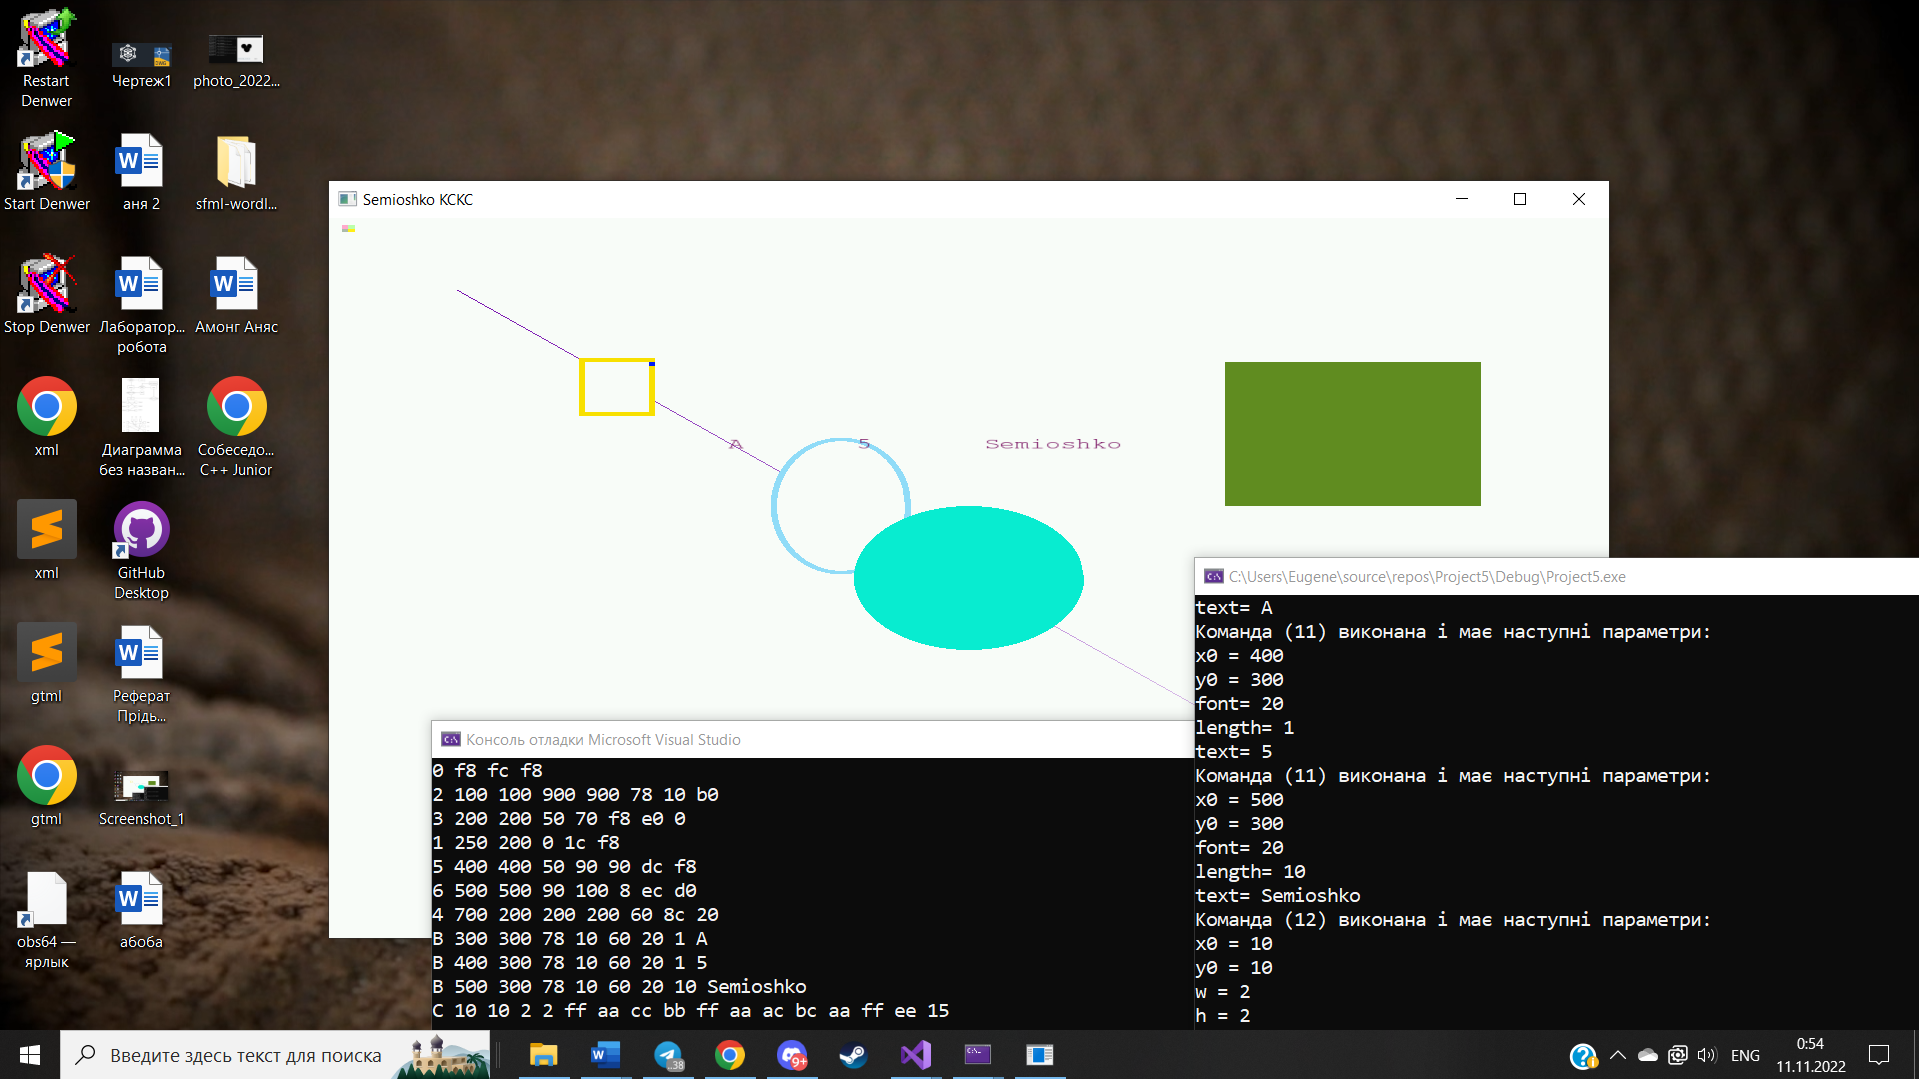 Restart
Denwer
Чертеж1
photo_2022...
Start Denwer
аня 2
sfml-wordl...
Stop Denwer
Лаборатор...
робота
Амонг Аняс
xml
Диаграмма
без назван...
Собеседо...
C++ Junior
xml
GitHub
Desktop
gtml
Реферат
Прідь...
gtml
Screenshot_1
obs64 —
ярлык
абоба
Semioshko КСКС
A
5
Semioshko
C:\Users\Eugene\source\repos\Project5\Debug\Project5.exe
text= A
Команда (11) виконана і має наступні параметри:
x0 = 400
y0 = 300
font= 20
length= 1
text= 5
Команда (11) виконана і має наступні параметри:
x0 = 500
y0 = 300
font= 20
length= 10
text= Semioshko
Команда (12) виконана і має наступні параметри:
x0 = 10
y0 = 10
w = 2
h = 2
Консоль отладки Microsoft Visual Studio
0 f8 fc f8
2 100 100 900 900 78 10 b0
3 200 200 50 70 f8 e0 0
1 250 200 0 1c f8
5 400 400 50 90 90 dc f8
6 500 500 90 100 8 ec d0
4 700 200 200 200 60 8c 20
B 300 300 78 10 60 20 1 A
B 400 300 78 10 60 20 1 5
B 500 300 78 10 60 20 10 Semioshko
C 10 10 2 2 ff aa cc bb ff aa ac bc aa ff ee 15
Введите здесь текст для поиска
38
9+
ENG
0:54
11.11.2022